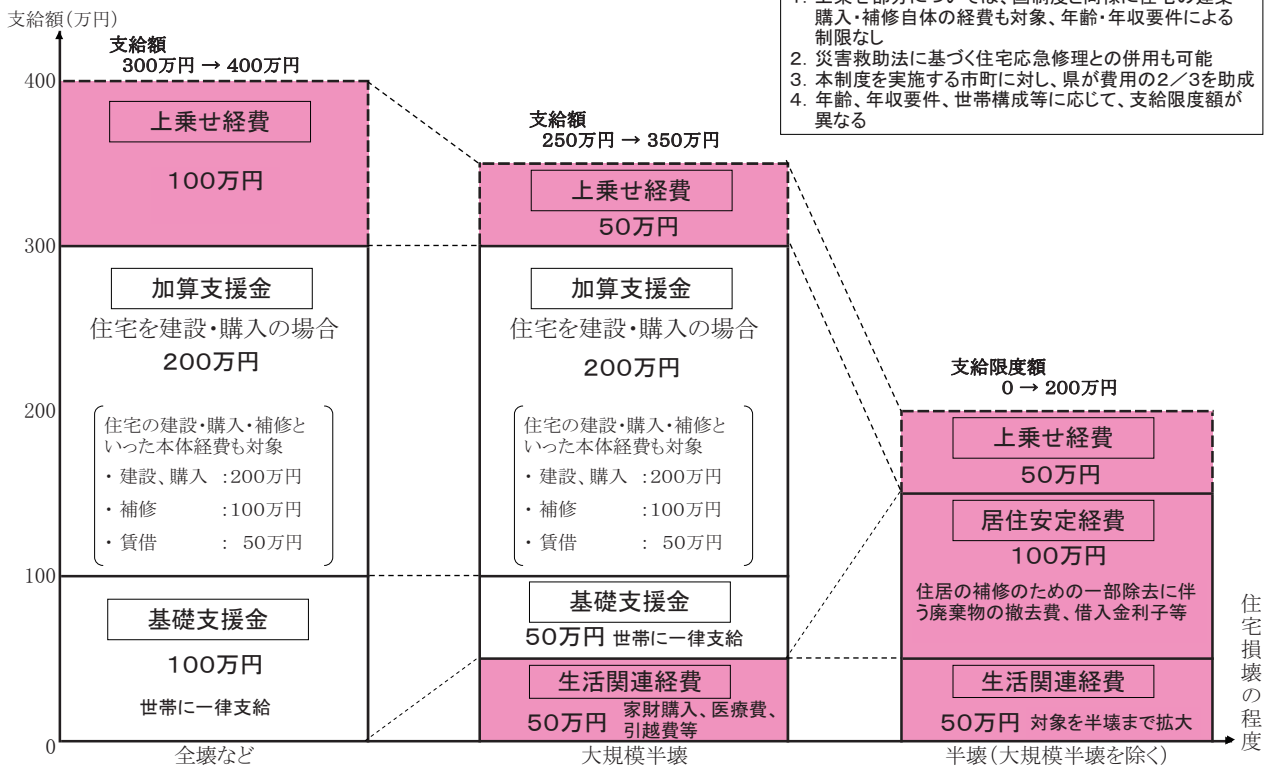 1. 上乗せ部分については、国制度と同様に住宅の建築
購入・補修自体の経費も対象、年齢・年収要件による
制限なし
2. 災害救助法に基づく住宅応急修理との併用も可能
3. 本制度を実施する市町に対し、県が費用の2/3を助成
4. 年齢、年収要件、世帯構成等に応じて、支給限度額が
異なる
支給額(万円)
400
300
200
100
0
支給額
300万円 → 400万円
上乗せ経費
100万円
加算支援金
住宅を建設・購入の場合
200万円
住宅の建設・購入・補修と
いった本体経費も対象
・ 建設、購入 :200万円
・ 補修 :100万円
・ 賃借 : 50万円
基礎支援金
100万円
世帯に一律支給
全壊など
支給額
250万円 → 350万円
上乗せ経費
50万円
加算支援金
住宅を建設・購入の場合
200万円
住宅の建設・購入・補修と
いった本体経費も対象
・ 建設、購入 :200万円
・ 補修 :100万円
・ 賃借 : 50万円
基礎支援金
50万円 世帯に一律支給
生活関連経費
50万円 家財購入、医療費、
引越費等
大規模半壊
支給限度額
0 → 200万円
上乗せ経費
50万円
居住安定経費
100万円
住居の補修のための一部除去に伴
う廃棄物の撤去費、借入金利子等
生活関連経費
50万円 対象を半壊まで拡大
半壊(大規模半壊を除く)
住宅損壊の程度